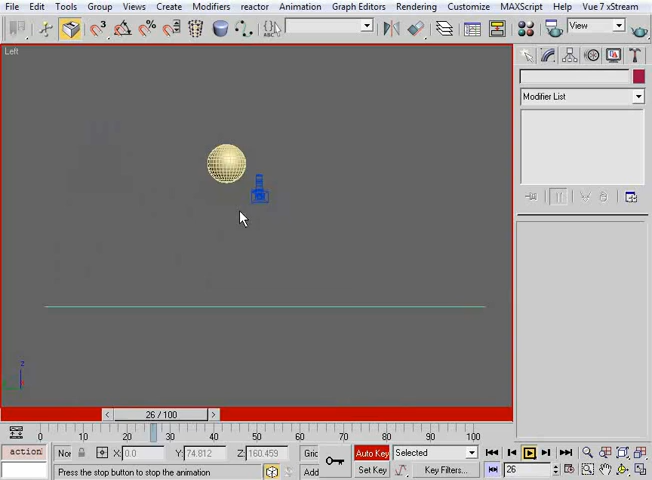 File Edit Tools Group Views Create Modifiers reactor Animation Graph Editors Rendering Customize MAXScript Help Vue 7 xStream
View
Left
Modifier List
z
26 / 100
0 10 20 30 40 50 60 70 80 90 100
action Nor X: 0.0 Y: 74.812 Z: 160.459 Gric Auto Key Selected
Press the stop button to stop the animation Add Set Key Key Filters... 26